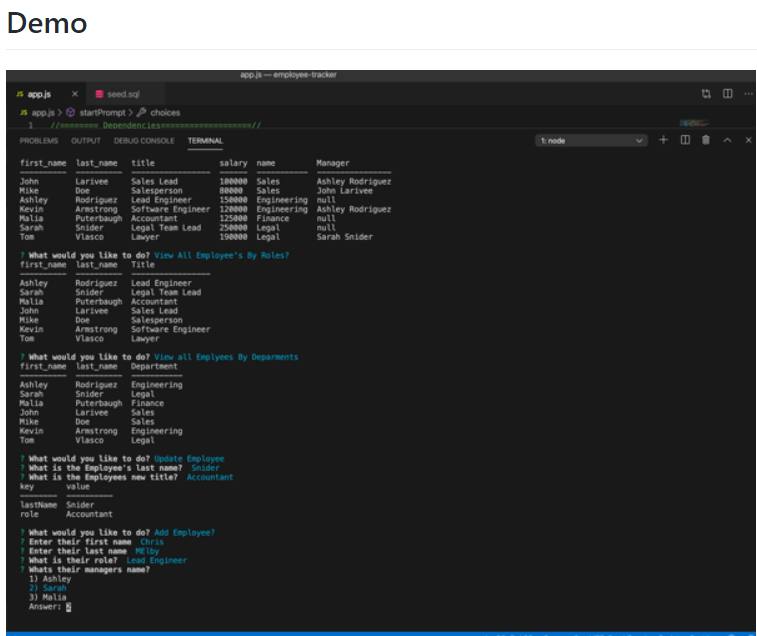 Demo
app.js — employee-tracker
JS app.js × seed.sql ...
JS app.js > startPrompt > choices
1 //======== Dependencies===================//
PROBLEMS OUTPUT DEBUG CONSOLE TERMINAL 1: node
first_name last_name title salary name Manager
---------- --------- ----------------- ------ ----------- ----------------
John Larivee Sales Lead 100000 Sales Ashley Rodriguez
Mike Doe Salesperson 80000 Sales John Larivee
Ashley Rodriguez Lead Engineer 150000 Engineering null
Kevin Armstrong Software Engineer 120000 Engineering Ashley Rodriguez
Malia Puterbaugh Accountant 125000 Finance null
Sarah Snider Legal Team Lead 250000 Legal null
Tom Vlasco Lawyer 190000 Legal Sarah Snider
? What would you like to do? View All Employee's By Roles?
first_name last_name Title
---------- ---------- -----------------
Ashley Rodriguez Lead Engineer
Sarah Snider Legal Team Lead
Malia Puterbaugh Accountant
John Larivee Sales Lead
Mike Doe Salesperson
Kevin Armstrong Software Engineer
Tom Vlasco Lawyer
? What would you like to do? View all Emplyees By Deparments
first_name last_name Department
---------- ---------- -----------
Ashley Rodriguez Engineering
Sarah Snider Legal
Malia Puterbaugh Finance
John Larivee Sales
Mike Doe Sales
Kevin Armstrong Engineering
Tom Vlasco Legal
? What would you like to do? Update Employee
? What is the Employee's last name? Snider
? What is the Employees new title? Accountant
key value
-------- ----------
lastName Snider
role Accountant
? What would you like to do? Add Employee?
? Enter their first name Chris
? Enter their last name MElby
? What is their role? Lead Engineer
? Whats their managers name?
1) Ashley
2) Sarah
3) Malia
Answer: